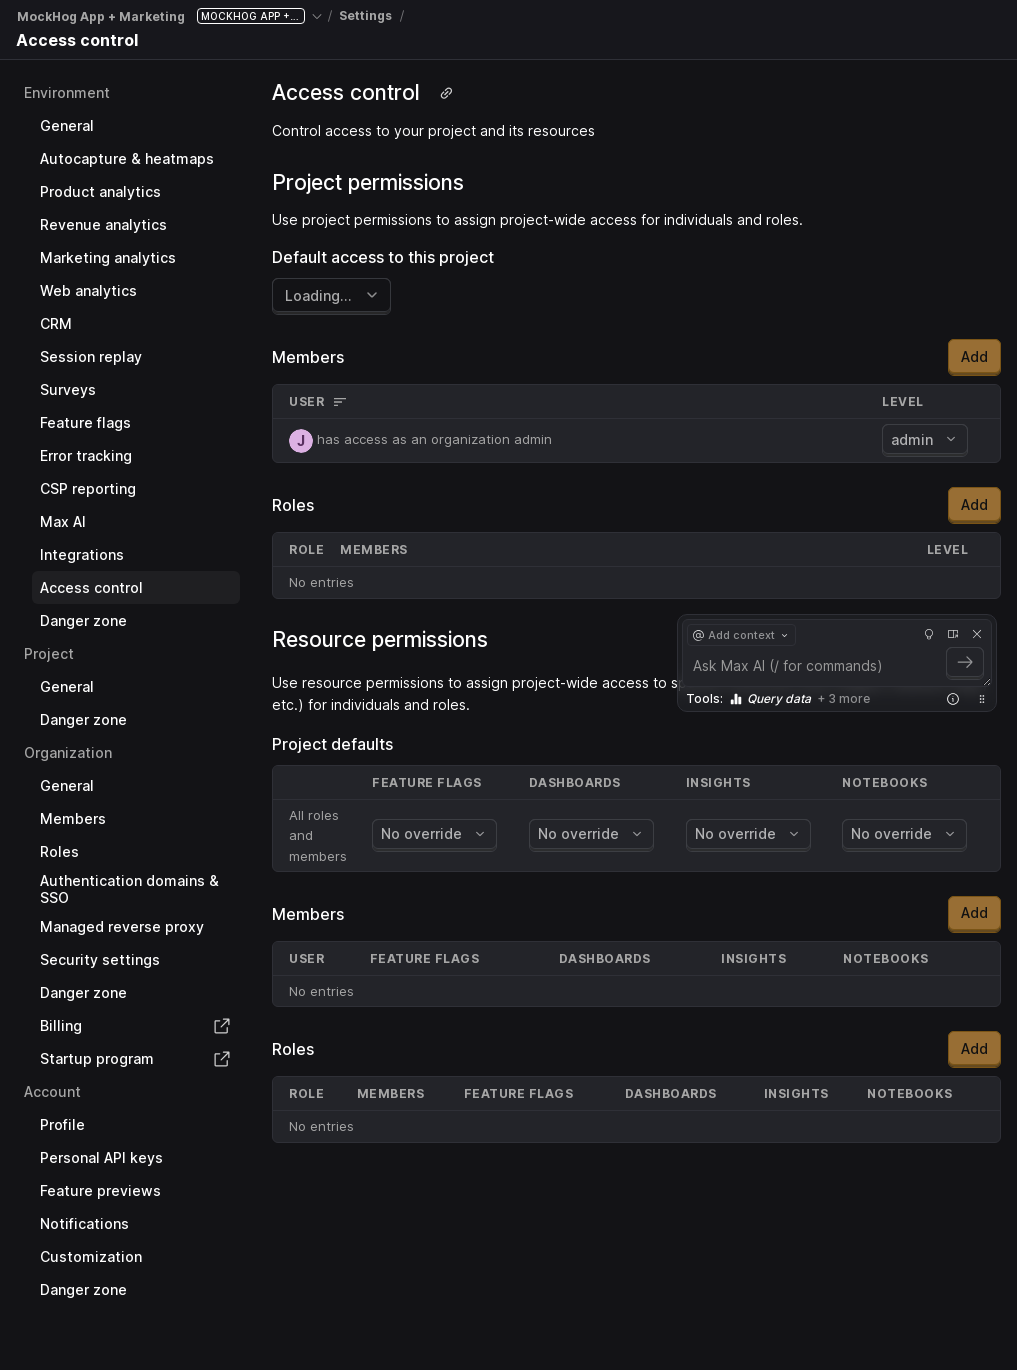 MockHog App + Marketing MOCKHOG APP +... / Settings /
Access control
Environment
General
Autocapture & heatmaps
Product analytics
Revenue analytics
Marketing analytics
Web analytics
CRM
Session replay
Surveys
Feature flags
Error tracking
CSP reporting
Max AI
Integrations
Access control
Danger zone
Project
General
Danger zone
Organization
General
Members
Roles
Authentication domains &
SSO
Managed reverse proxy
Security settings
Danger zone
Billing
Startup program
Account
Profile
Personal API keys
Feature previews
Notifications
Customization
Danger zone
Access control
Control access to your project and its resources
Project permissions
Use project permissions to assign project-wide access for individuals and roles.
Default access to this project
Loading...
Members Add
USER LEVEL
J has access as an organization admin admin
Roles Add
ROLE MEMBERS LEVEL
No entries
Resource permissions
Use resource permissions to assign project-wide access to
etc.) for individuals and roles.
@ Add context
Ask Max AI (/ for commands)
Tools: Query data + 3 more
Project defaults
FEATURE FLAGS DASHBOARDS INSIGHTS NOTEBOOKS
All roles
and
members
No override No override No override No override
Members Add
USER FEATURE FLAGS DASHBOARDS INSIGHTS NOTEBOOKS
No entries
Roles Add
ROLE MEMBERS FEATURE FLAGS DASHBOARDS INSIGHTS NOTEBOOKS
No entries